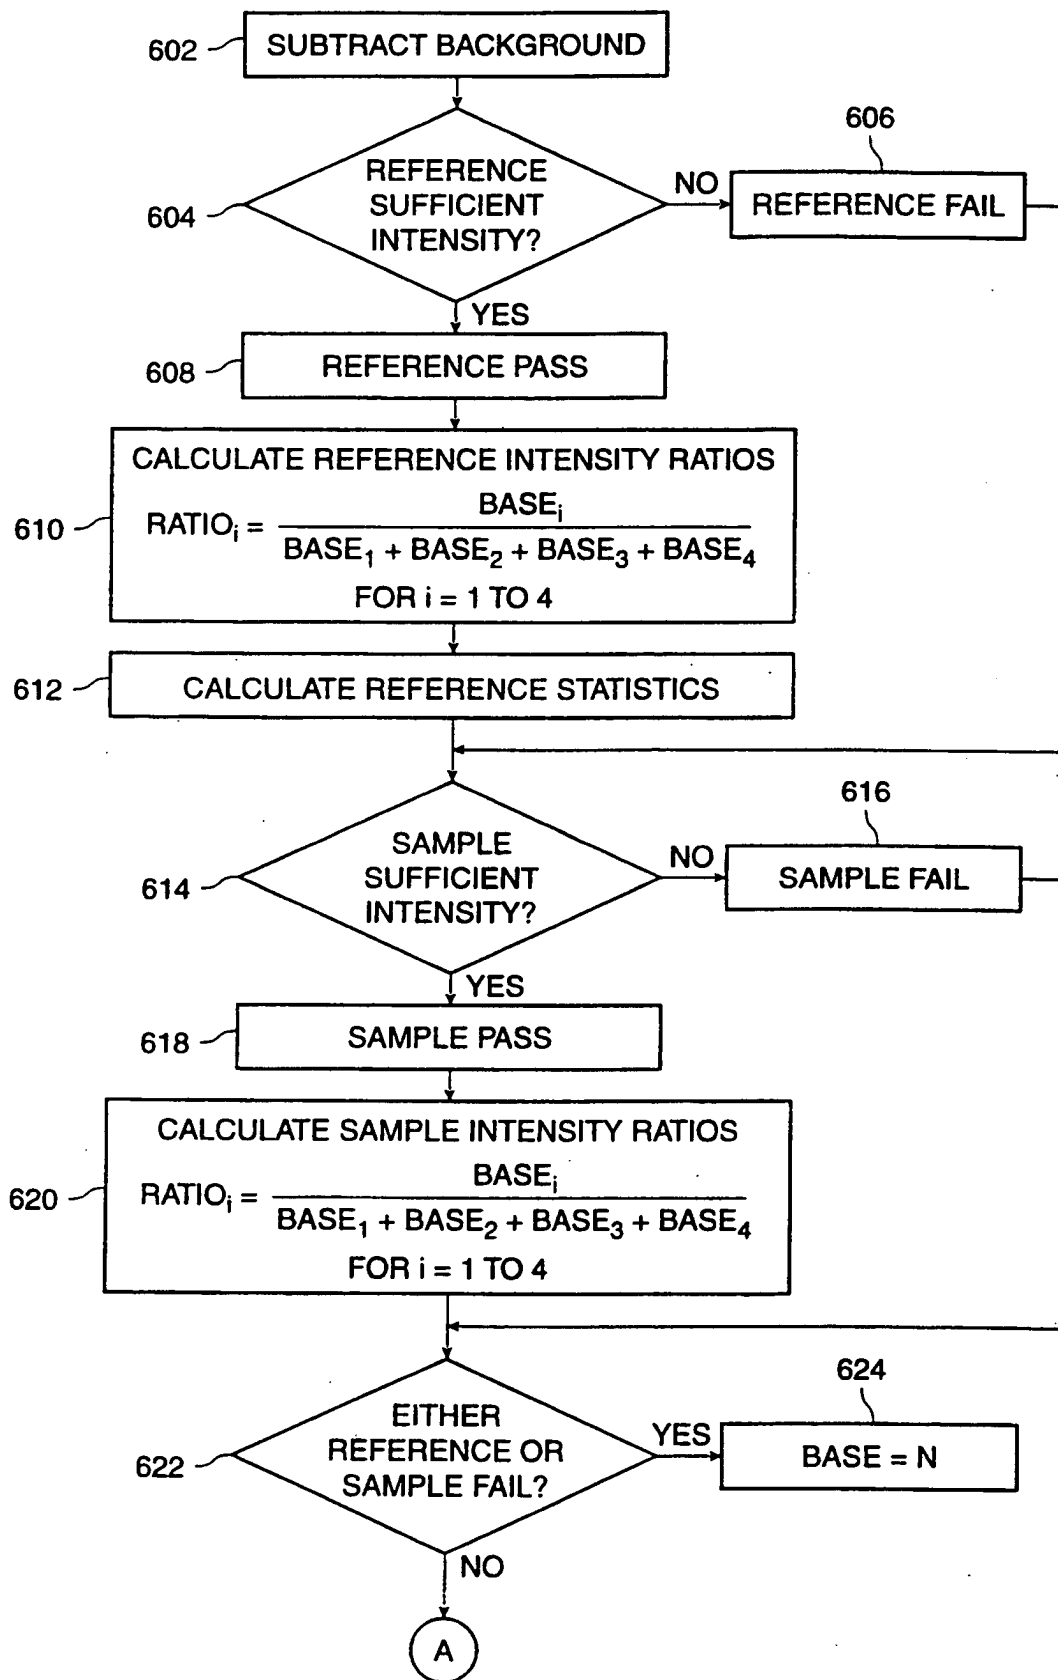 602
SUBTRACT BACKGROUND
606
604
REFERENCE
SUFFICIENT
INTENSITY?
NO
REFERENCE FAIL
YES
608
REFERENCE PASS
610
CALCULATE REFERENCE INTENSITY RATIOS
RATIOᵢ = BASEᵢ
BASE₁ + BASE₂ + BASE₃ + BASE₄
FOR i = 1 TO 4
612
CALCULATE REFERENCE STATISTICS
616
614
SAMPLE
SUFFICIENT
INTENSITY?
NO
SAMPLE FAIL
YES
618
SAMPLE PASS
620
CALCULATE SAMPLE INTENSITY RATIOS
RATIOᵢ = BASEᵢ
BASE₁ + BASE₂ + BASE₃ + BASE₄
FOR i = 1 TO 4
624
622
EITHER
REFERENCE OR
SAMPLE FAIL?
YES
BASE = N
NO
A